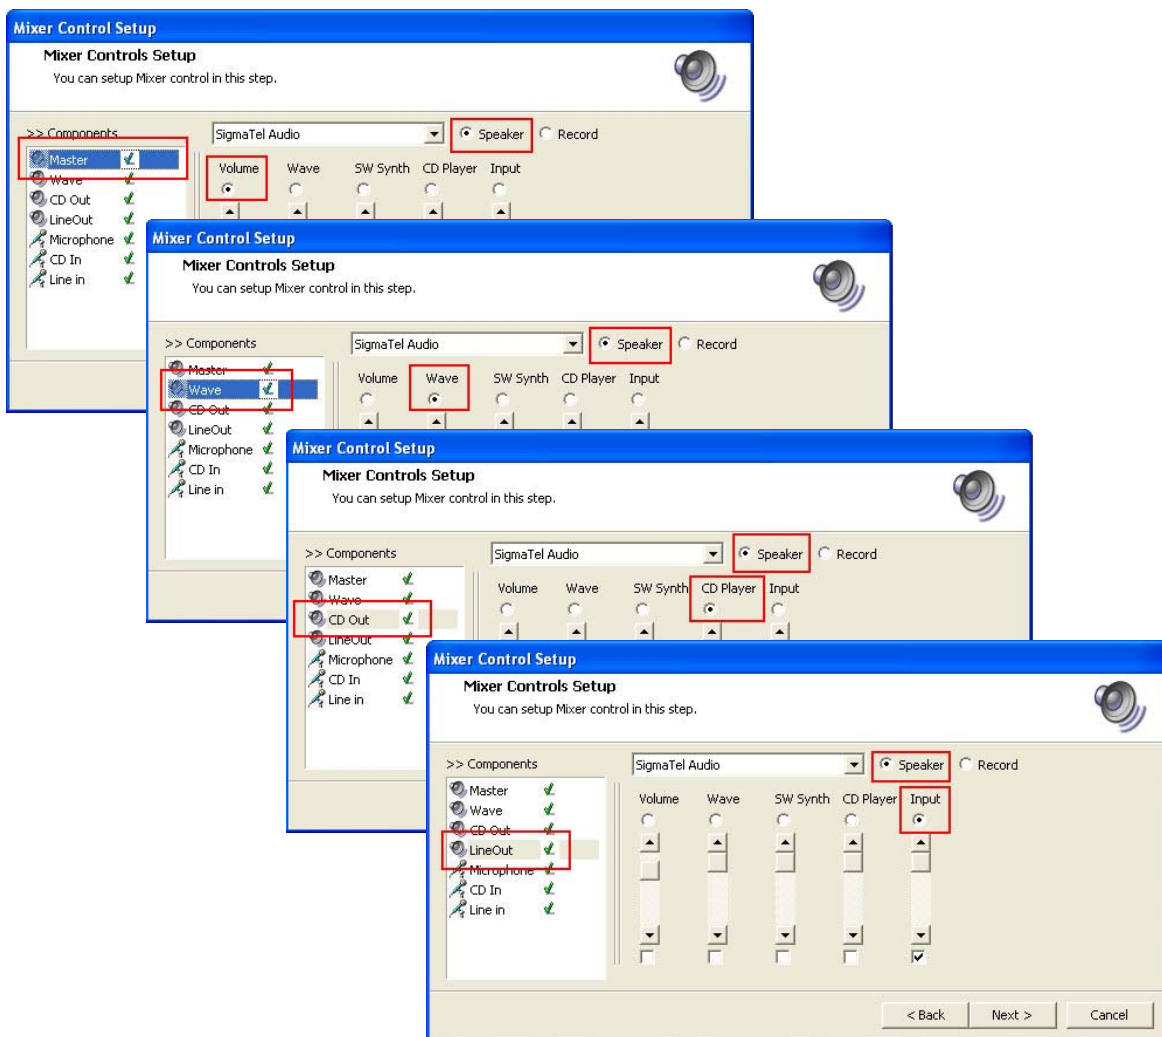 Mixer Control Setup
Mixer Controls Setup
You can setup Mixer control in this step.
>> Components
SigmaTel Audio
Speaker
Record
Master
Wave
CD Out
LineOut
Microphone
CD In
Line in
Volume
Wave
SW Synth
CD Player
Input
Mixer Control Setup
Mixer Controls Setup
You can setup Mixer control in this step.
>> Components
SigmaTel Audio
Speaker
Record
Master
Wave
CD Out
LineOut
Microphone
CD In
Line in
Volume
Wave
SW Synth
CD Player
Input
Mixer Control Setup
Mixer Controls Setup
You can setup Mixer control in this step.
>> Components
SigmaTel Audio
Speaker
Record
Master
Wave
CD Out
LineOut
Microphone
CD In
Line in
Volume
Wave
SW Synth
CD Player
Input
Mixer Control Setup
Mixer Controls Setup
You can setup Mixer control in this step.
>> Components
SigmaTel Audio
Speaker
Record
Master
Wave
CD Out
LineOut
Microphone
CD In
Line in
Volume
Wave
SW Synth
CD Player
Input
< Back
Next >
Cancel